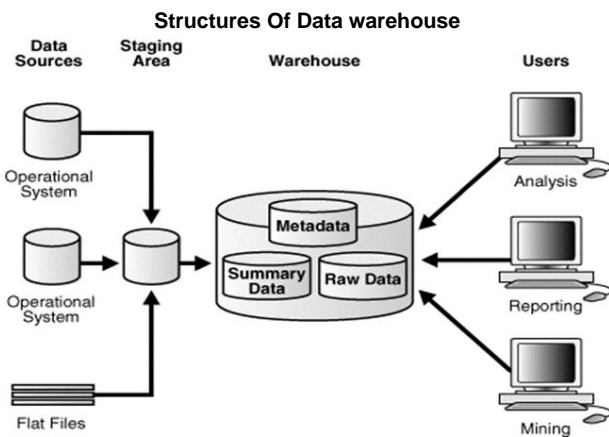 Structures Of Data warehouse
Data
Sources
Staging
Area
Warehouse
Users
Operational
System
Operational
System
Flat Files
Metadata
Summary
Data
Raw Data
Analysis
Reporting
Mining